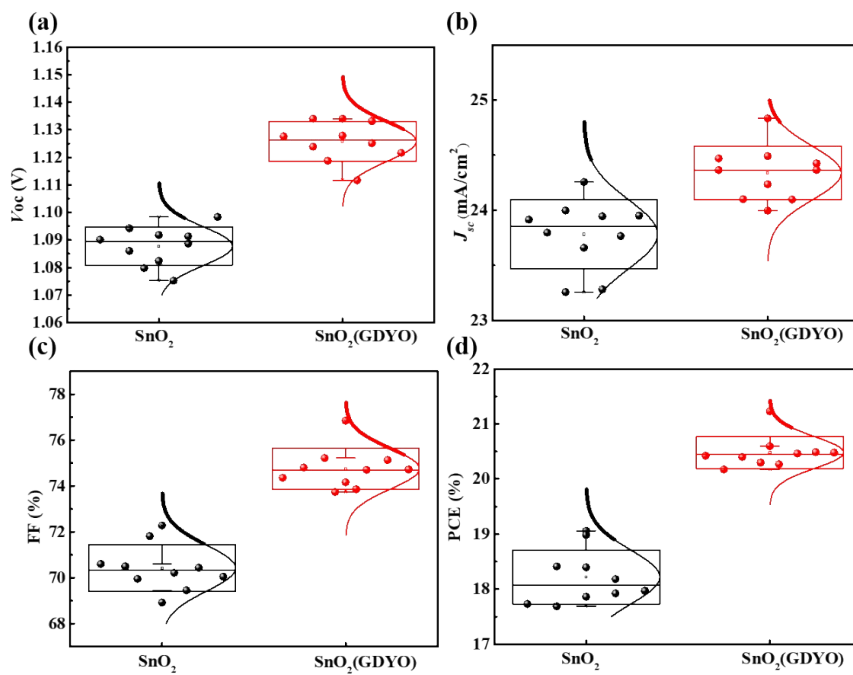 (a)
1.16
1.15
1.14
1.13
1.12
1.11
1.10
1.09
1.08
1.07
1.06
Voc (V)
SnO₂
SnO₂(GDYO)
(b)
25
24
23
Jsc (mA/cm²)
SnO₂
SnO₂(GDYO)
(c)
78
76
74
72
70
68
FF (%)
SnO₂
SnO₂(GDYO)
(d)
22
21
20
19
18
17
PCE (%)
SnO₂
SnO₂(GDYO)